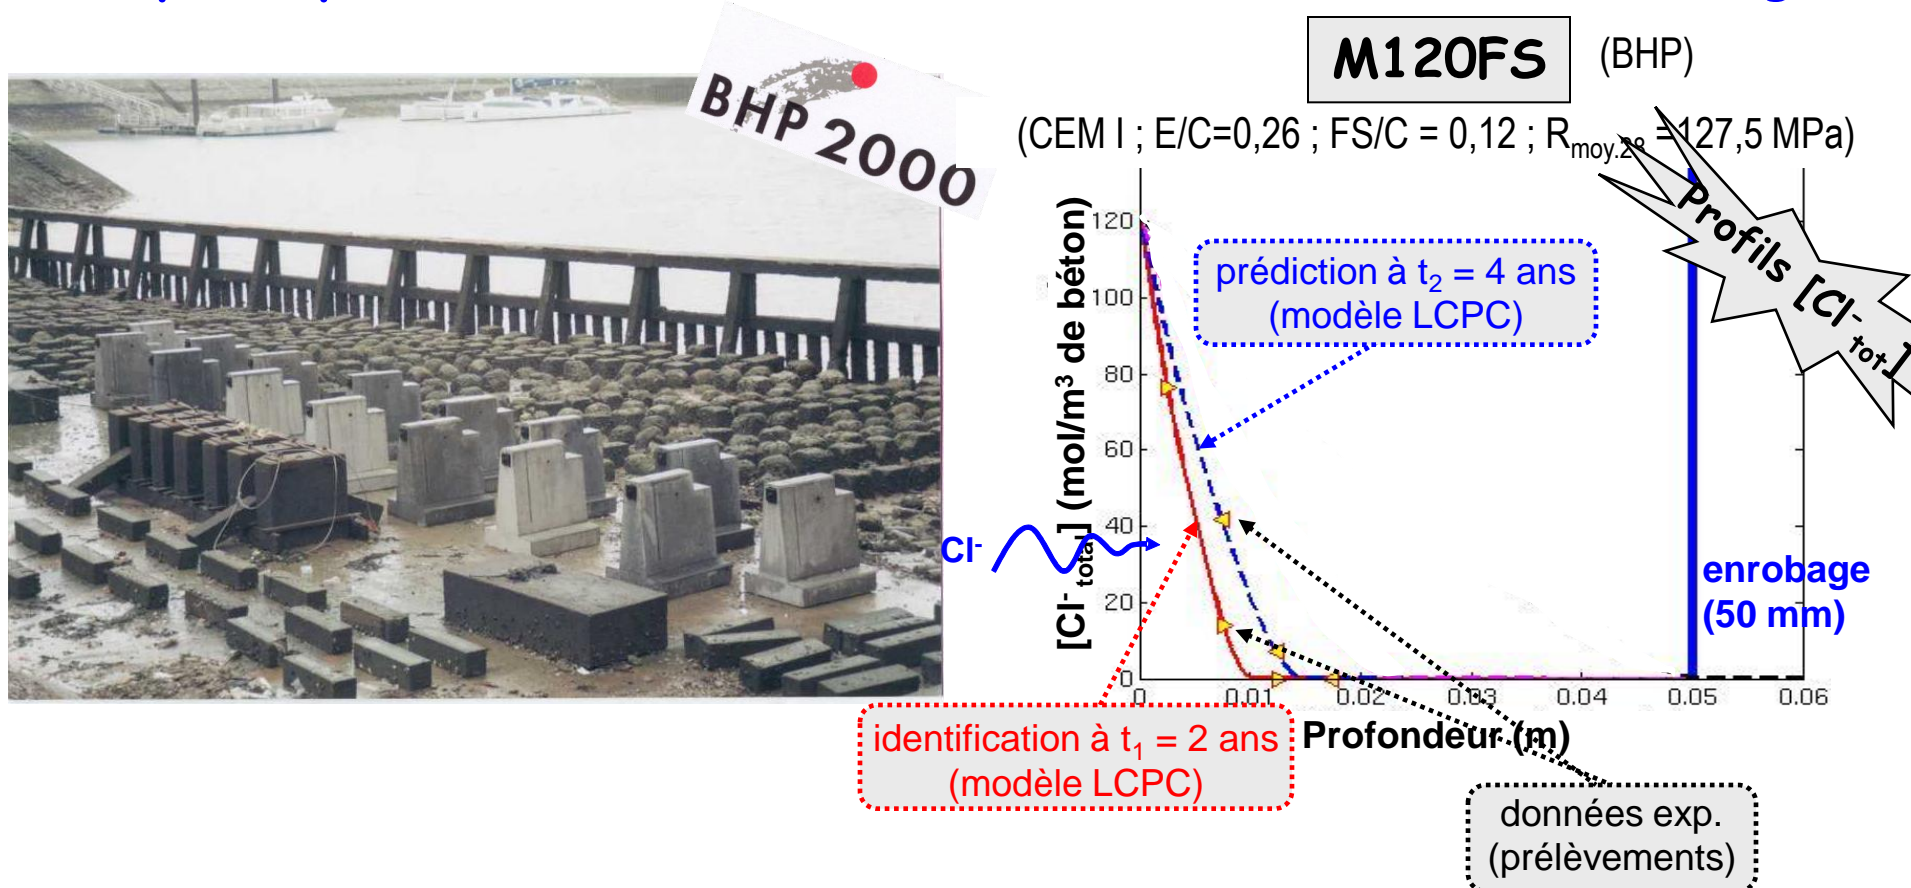 BHP 2000
M120FS (BHP)
(CEM I ; E/C=0,26 ; FS/C = 0,12 ; Rmoy.28 =127,5 MPa)
Profils [Cl- tot]
[Cl- total] (mol/m³ de béton)
120
100
80
60
40
20
0
prédiction à t₂ = 4 ans
(modèle LCPC)
Cl-
enrobage
(50 mm)
0 0.01 0.02 0.03 0.04 0.05 0.06
Profondeur (m)
identification à t₁ = 2 ans
(modèle LCPC)
données exp.
(prélèvements)